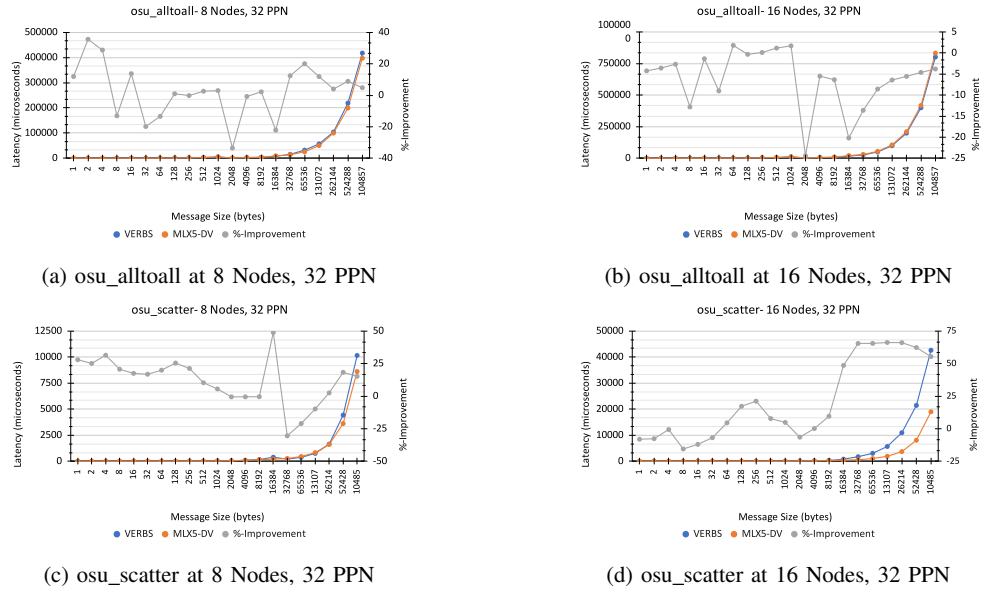 osu_alltoall- 8 Nodes, 32 PPN
Latency (microseconds)
500000
400000
300000
200000
100000
0
40
20
0
-20
-40
%-Improvement
1 2 4 8 16 32 64 128 256 512 1024 2048 4096 8192 16384 32768 65536 131072 262144 524288 104857
Message Size (bytes)
VERBS MLX5-DV %-Improvement
(a) osu_alltoall at 8 Nodes, 32 PPN
osu_alltoall- 16 Nodes, 32 PPN
Latency (microseconds)
100000
0
750000
500000
250000
0
5
0
-5
-10
-15
-20
-25
%-Improvement
1 2 4 8 16 32 64 128 256 512 1024 2048 4096 8192 16384 32768 65536 131072 262144 524288 104857
Message Size (bytes)
VERBS MLX5-DV %-Improvement
(b) osu_alltoall at 16 Nodes, 32 PPN
osu_scatter- 8 Nodes, 32 PPN
Latency (microseconds)
12500
10000
7500
5000
2500
0
50
25
0
-25
-50
%-Improvement
1 2 4 8 16 32 64 128 256 512 1024 2048 4096 8192 16384 32768 65536 13107 26214 52428 10485
Message Size (bytes)
VERBS MLX5-DV %-Improvement
(c) osu_scatter at 8 Nodes, 32 PPN
osu_scatter- 16 Nodes, 32 PPN
Latency (microseconds)
50000
40000
30000
20000
10000
0
75
50
25
0
-25
%-Improvement
1 2 4 8 16 32 64 128 256 512 1024 2048 4096 8192 16384 32768 65536 13107 26214 52428 10485
Message Size (bytes)
VERBS MLX5-DV %-Improvement
(d) osu_scatter at 16 Nodes, 32 PPN